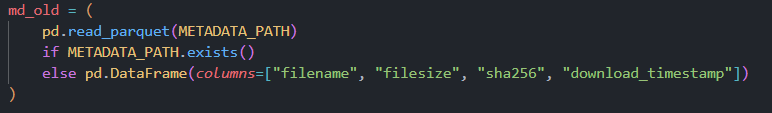 md_old = (
    pd.read_parquet(METADATA_PATH)
    if METADATA_PATH.exists()
    else pd.DataFrame(columns=["filename", "filesize", "sha256", "download_timestamp"])
)